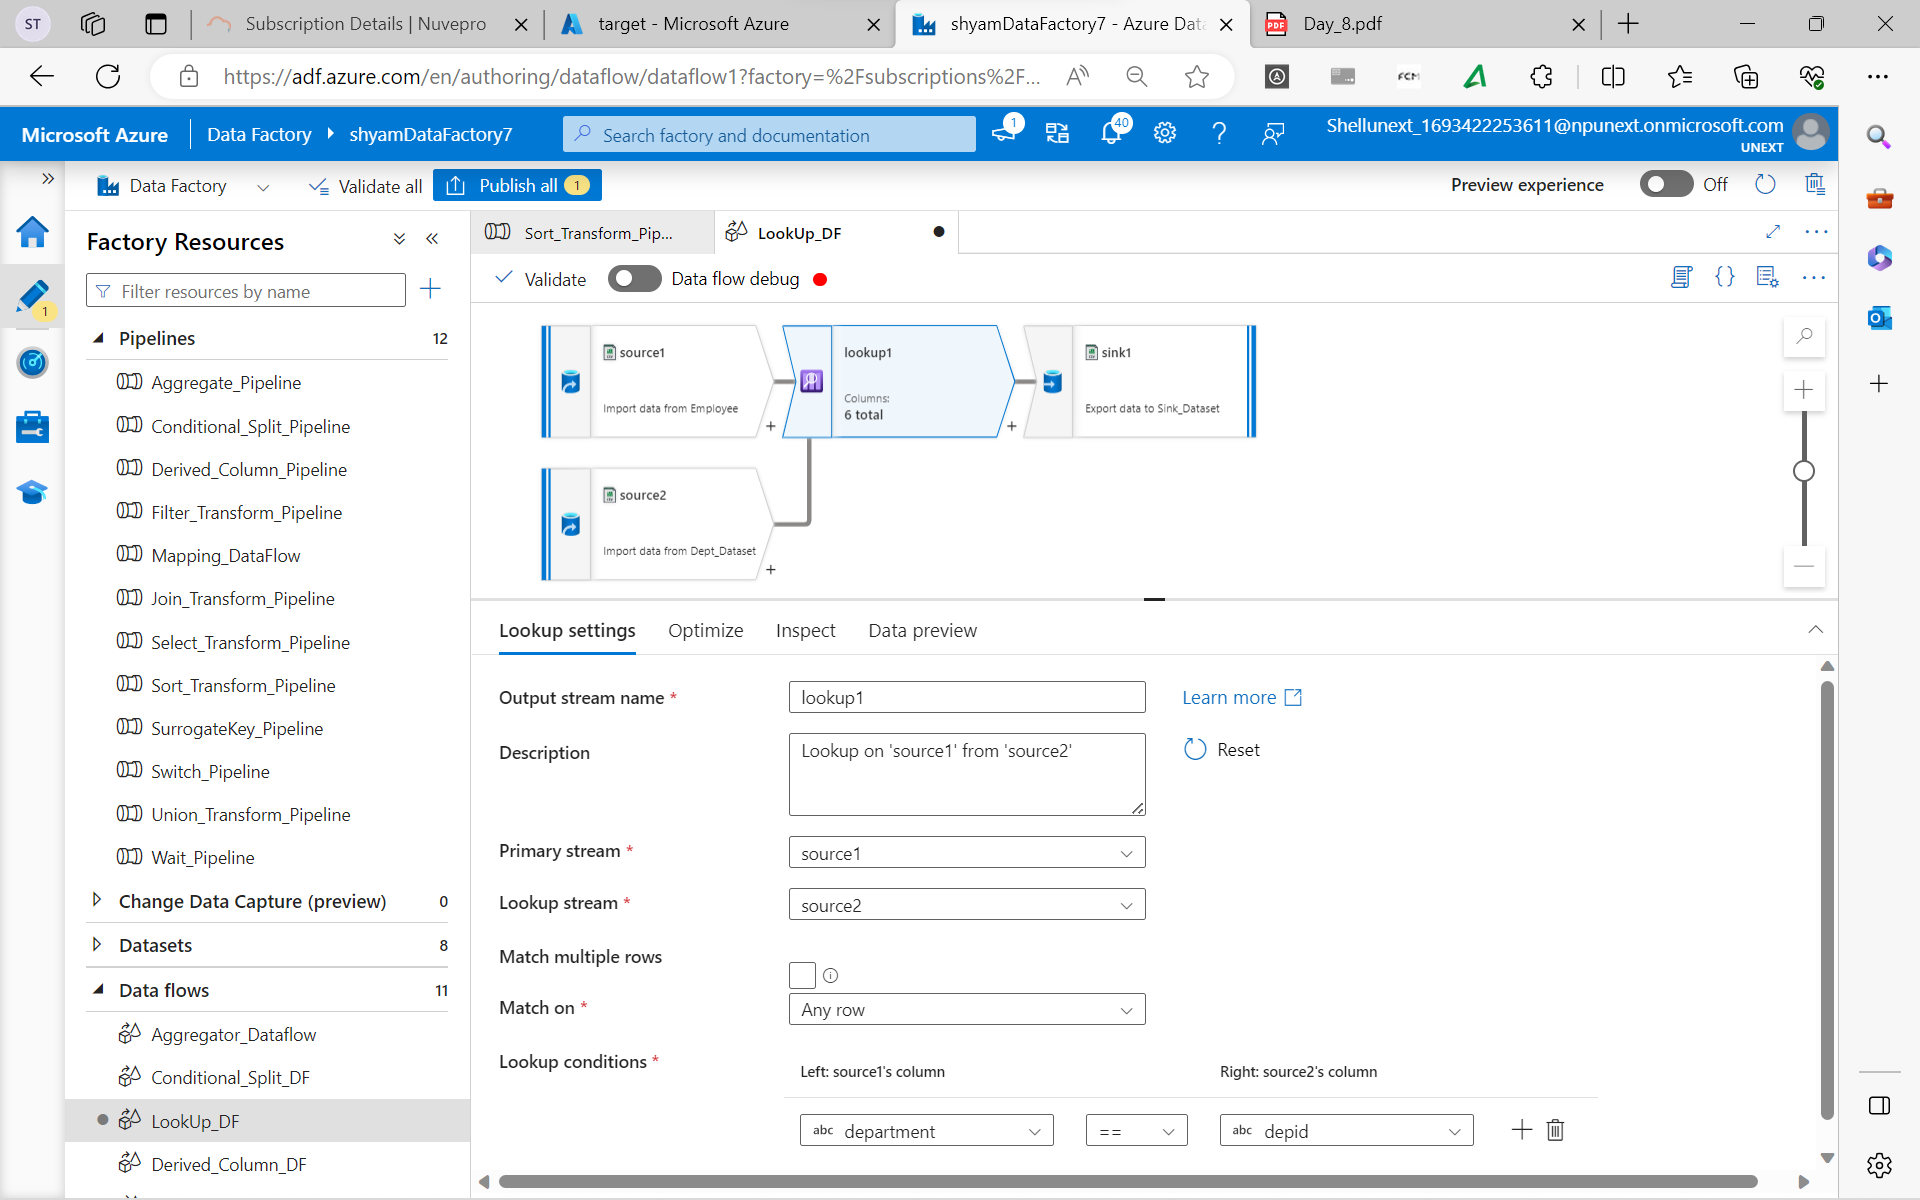 ST
Subscription Details | Nuvepro
target - Microsoft Azure
shyamDataFactory7 - Azure Data
PDF
Day_8.pdf
https://adf.azure.com/en/authoring/dataflow/dataflow1?factory=%2Fsubscriptions%2F...
FCM
Microsoft Azure
Data Factory
shyamDataFactory7
Search factory and documentation
1
40
Shellunext_1693422253611@npunext.onmicrosoft.com
UNEXT
Data Factory
Validate all
Publish all 1
Preview experience
Off
Factory Resources
Sort_Transform_Pip...
LookUp_DF
Filter resources by name
1
Validate
Data flow debug
Pipelines 12
Aggregate_Pipeline
Conditional_Split_Pipeline
Derived_Column_Pipeline
Filter_Transform_Pipeline
Mapping_DataFlow
Join_Transform_Pipeline
Select_Transform_Pipeline
Sort_Transform_Pipeline
SurrogateKey_Pipeline
Switch_Pipeline
Union_Transform_Pipeline
Wait_Pipeline
Change Data Capture (preview) 0
Datasets 8
Data flows 11
Aggregator_Dataflow
Conditional_Split_DF
LookUp_DF
Derived_Column_DF
source1
Import data from Employee
lookup1
Columns:
6 total
sink1
Export data to Sink_Dataset
source2
Import data from Dept_Dataset
Lookup settings
Optimize
Inspect
Data preview
Output stream name *
lookup1
Learn more
Description
Lookup on 'source1' from 'source2'
Reset
Primary stream *
source1
Lookup stream *
source2
Match multiple rows
Match on *
Any row
Lookup conditions *
Left: source1's column
Right: source2's column
abc department
==
abc depid